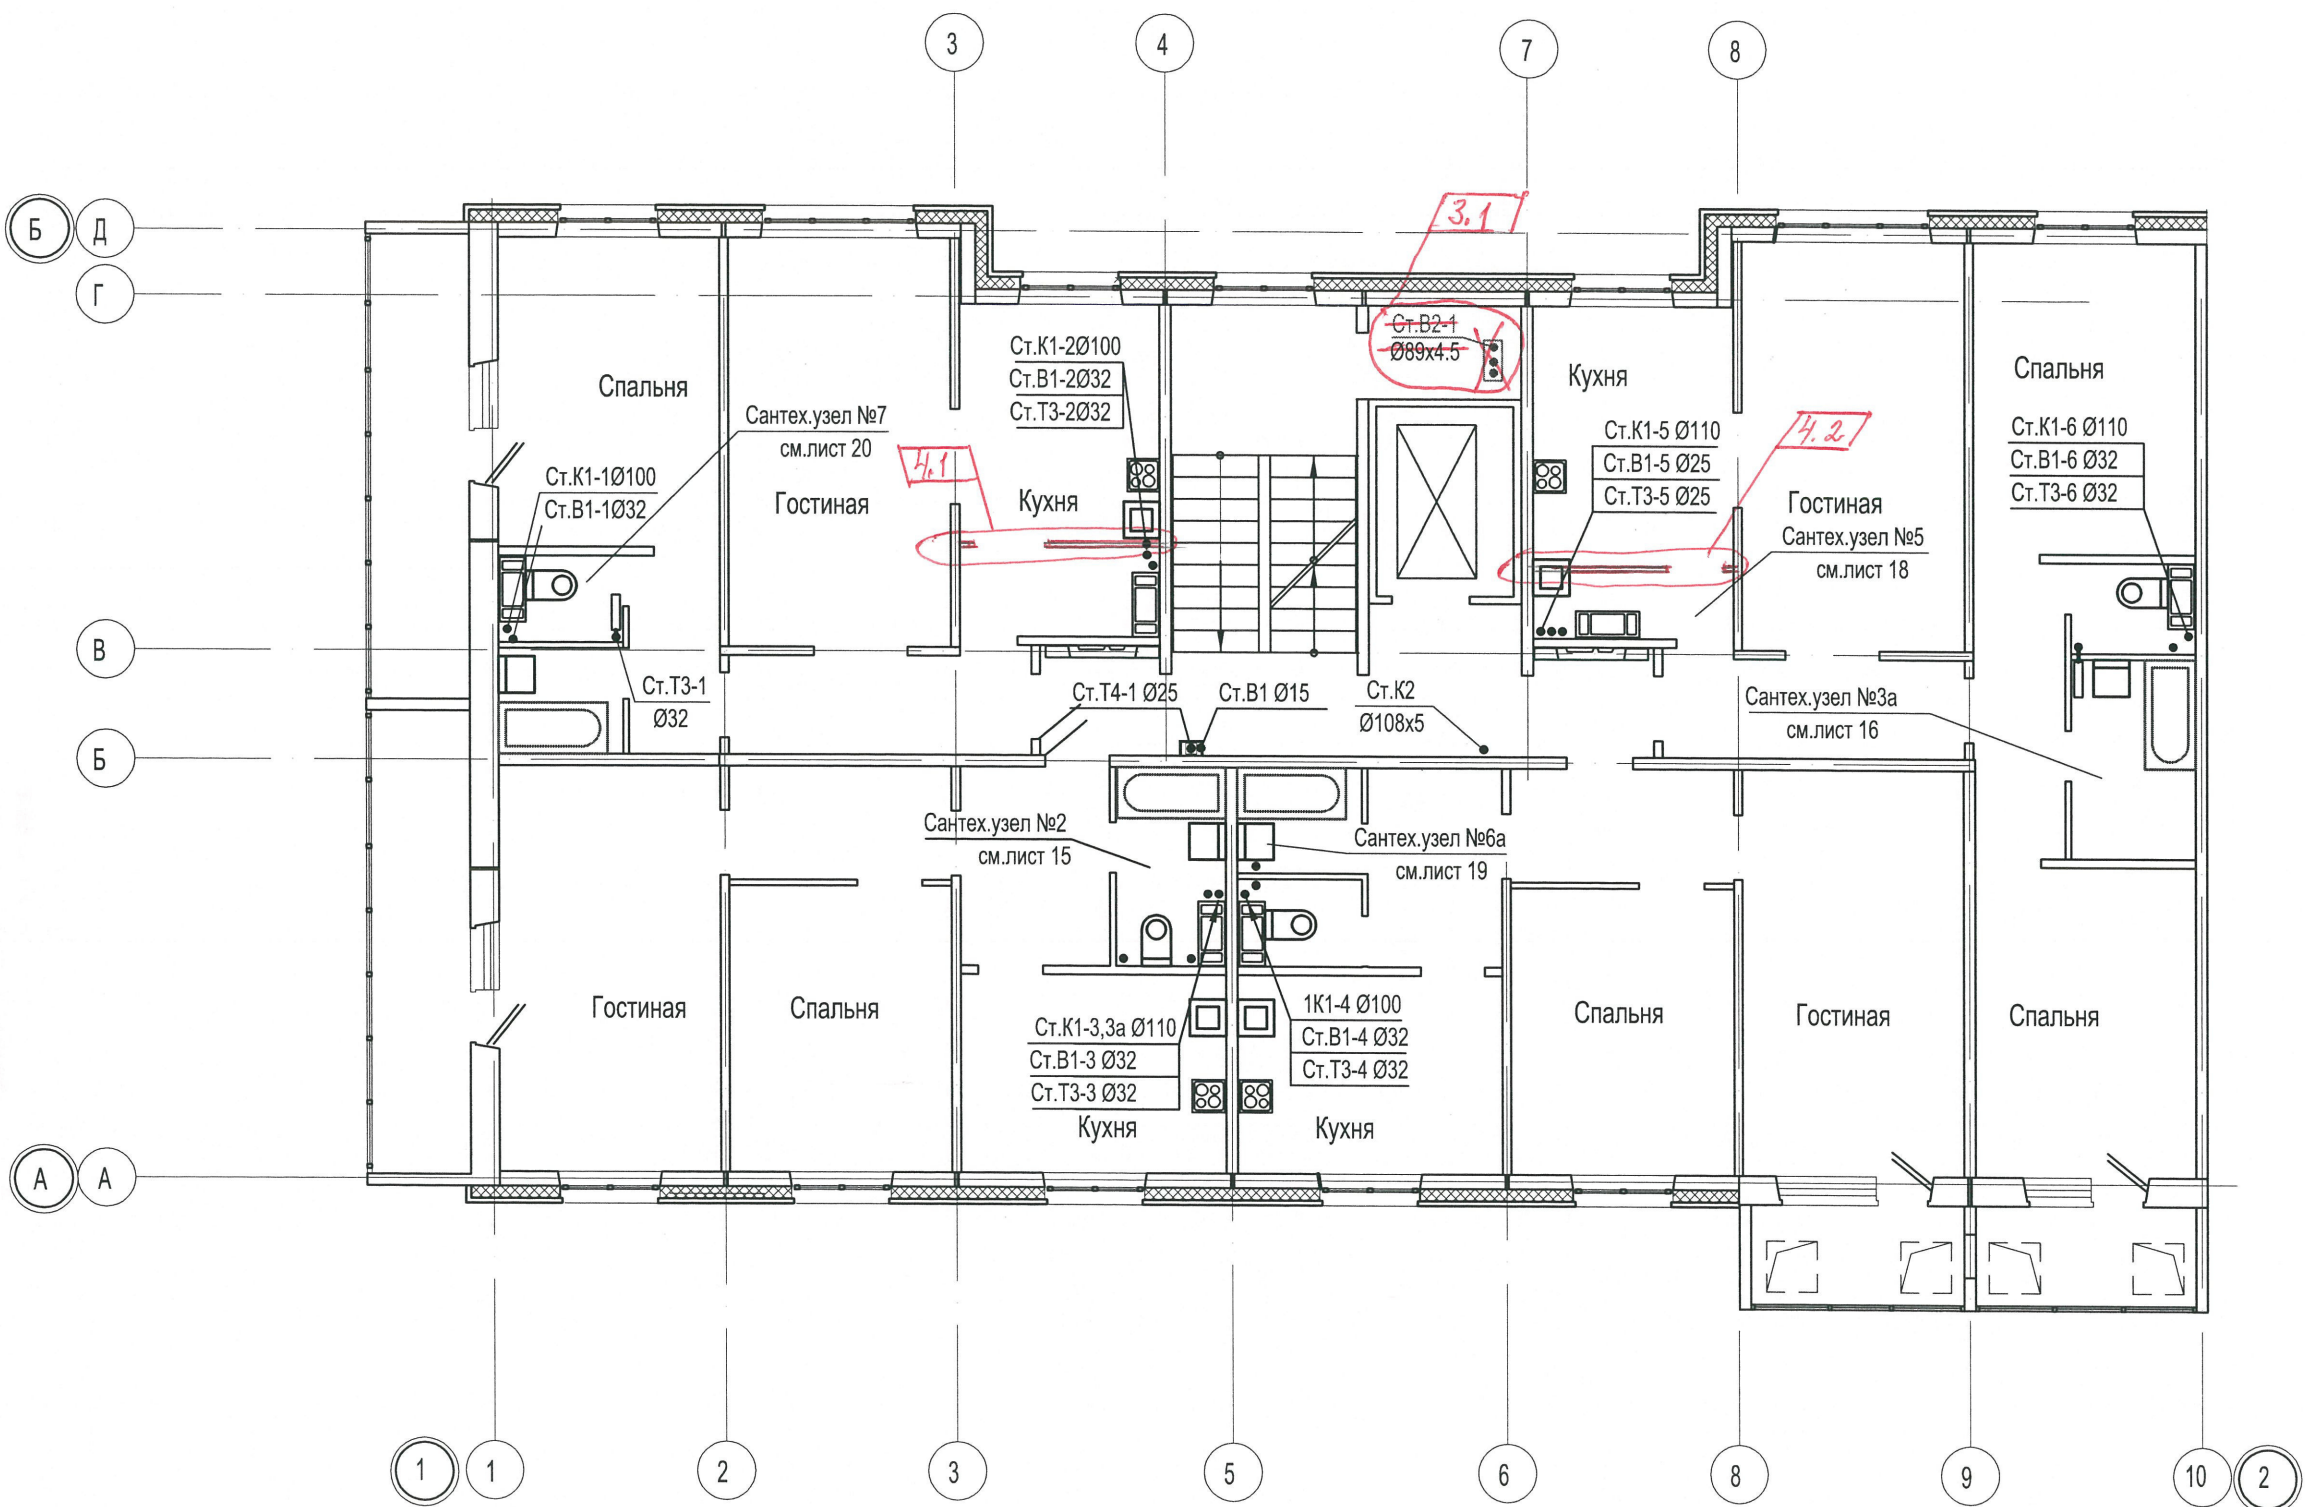 3
4
7
8
Б
Д
3.1
Г
Ст.В2-1
Ø89х4.5
Ст.К1-2Ø100
Ст.В1-2Ø32
Ст.Т3-2Ø32
Спальня
Кухня
Спальня
Сантех.узел №7
см.лист 20
4.2
Ст.К1-5 Ø110
Ст.В1-5 Ø25
Ст.Т3-5 Ø25
Ст.К1-6 Ø110
Ст.В1-6 Ø32
Ст.Т3-6 Ø32
4.1
Ст.К1-1Ø100
Ст.В1-1Ø32
Гостиная
Кухня
Гостиная
Сантех.узел №5
см.лист 18
В
Ст.Т3-1
Ø32
Ст.Т4-1 Ø25
Ст.В1 Ø15
Ст.К2
Ø108х5
Сантех.узел №3а
см.лист 16
Б
Сантех.узел №2
см.лист 15
Сантех.узел №6а
см.лист 19
Гостиная
Спальня
Ст.К1-3,3а Ø110
Ст.В1-3 Ø32
Ст.Т3-3 Ø32
1К1-4 Ø100
Ст.В1-4 Ø32
Ст.Т3-4 Ø32
Спальня
Гостиная
Спальня
Кухня
Кухня
А
А
1
1
2
3
5
6
8
9
10
2